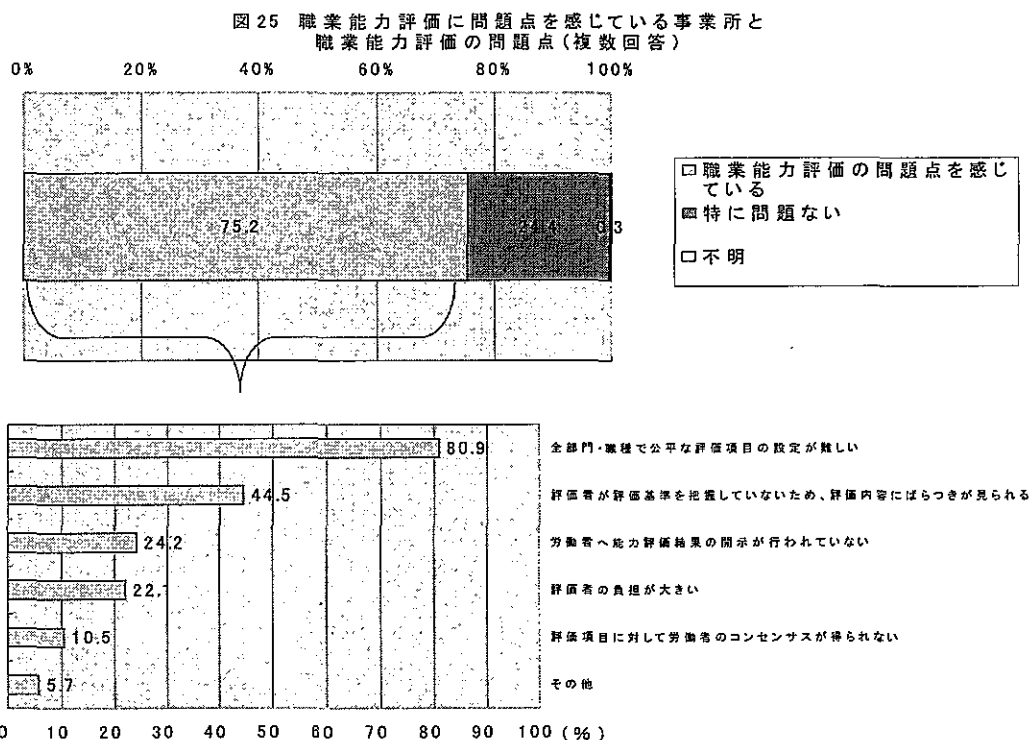 図25 職業能力評価に問題点を感じている事業所と
職業能力評価の問題点(複数回答)
0% 20% 40% 60% 80% 100%
75.2 24.4 0.3
職業能力評価の問題点を感じ
ている
特に問題ない
不明
80.9 全部門・職種で公平な評価項目の設定が難しい
44.5 評価者が評価基準を把握していないため、評価内容にばらつきが見られる
24.2 労働者へ能力評価結果の開示が行われていない
評価者の負担が大きい
10.5 評価項目に対して労働者のコンセンサスが得られない
5.7 その他
0 10 20 30 40 50 60 70 80 90 100 (%)